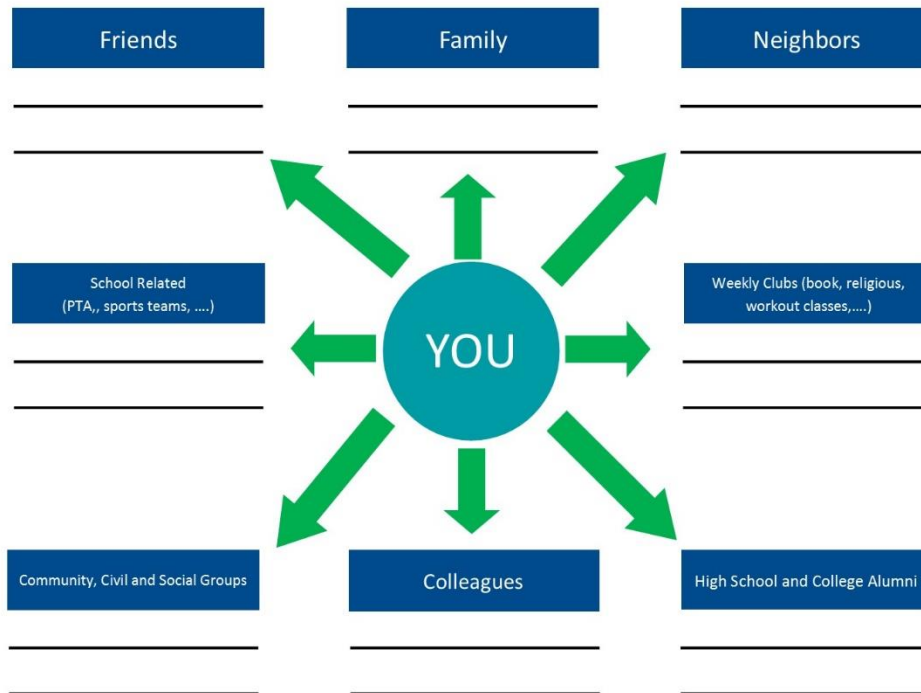 Friends
Family
Neighbors
School Related
(PTA,, sports teams, ....)
YOU
Weekly Clubs (book, religious,
workout classes,....)
Community, Civil and Social Groups
Colleagues
High School and College Alumni